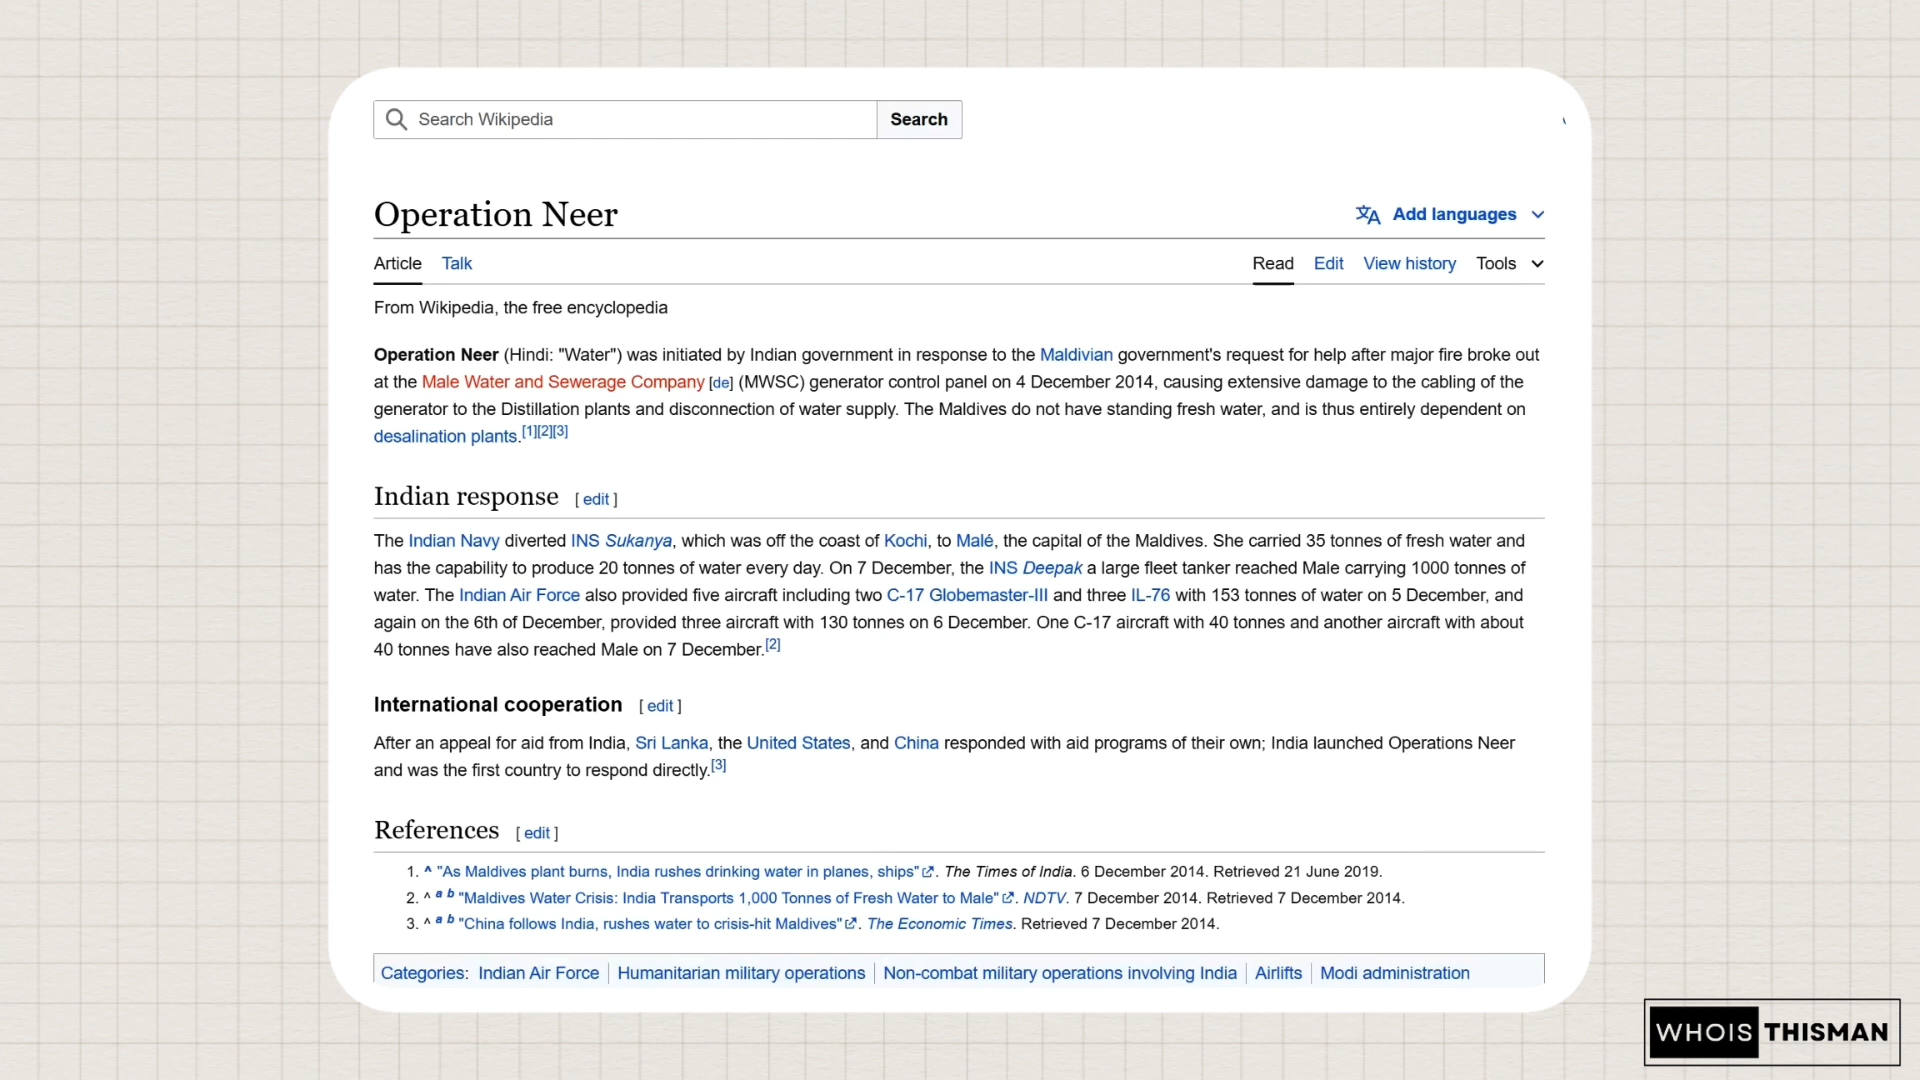 Search Wikipedia Search
Operation Neer
Add languages
Article Talk Read Edit View history Tools
From Wikipedia, the free encyclopedia
Operation Neer (Hindi: "Water") was initiated by Indian government in response to the Maldivian government's request for help after major fire broke out
at the Male Water and Sewerage Company [de] (MWSC) generator control panel on 4 December 2014, causing extensive damage to the cabling of the
generator to the Distillation plants and disconnection of water supply. The Maldives do not have standing fresh water, and is thus entirely dependent on
desalination plants.[1][2][3]
Indian response [ edit ]
The Indian Navy diverted INS Sukanya, which was off the coast of Kochi, to Malé, the capital of the Maldives. She carried 35 tonnes of fresh water and
has the capability to produce 20 tonnes of water every day. On 7 December, the INS Deepak a large fleet tanker reached Male carrying 1000 tonnes of
water. The Indian Air Force also provided five aircraft including two C-17 Globemaster-III and three IL-76 with 153 tonnes of water on 5 December, and
again on the 6th of December, provided three aircraft with 130 tonnes on 6 December. One C-17 aircraft with 40 tonnes and another aircraft with about
40 tonnes have also reached Male on 7 December.[2]
International cooperation [ edit ]
After an appeal for aid from India, Sri Lanka, the United States, and China responded with aid programs of their own; India launched Operations Neer
and was the first country to respond directly.[3]
References [ edit ]
1. ^ "As Maldives plant burns, India rushes drinking water in planes, ships". The Times of India. 6 December 2014. Retrieved 21 June 2019.
2. ^ a b "Maldives Water Crisis: India Transports 1,000 Tonnes of Fresh Water to Male". NDTV. 7 December 2014. Retrieved 7 December 2014.
3. ^ a b "China follows India, rushes water to crisis-hit Maldives". The Economic Times. Retrieved 7 December 2014.
Categories: Indian Air Force | Humanitarian military operations | Non-combat military operations involving India | Airlifts | Modi administration
WHOIS THISMAN